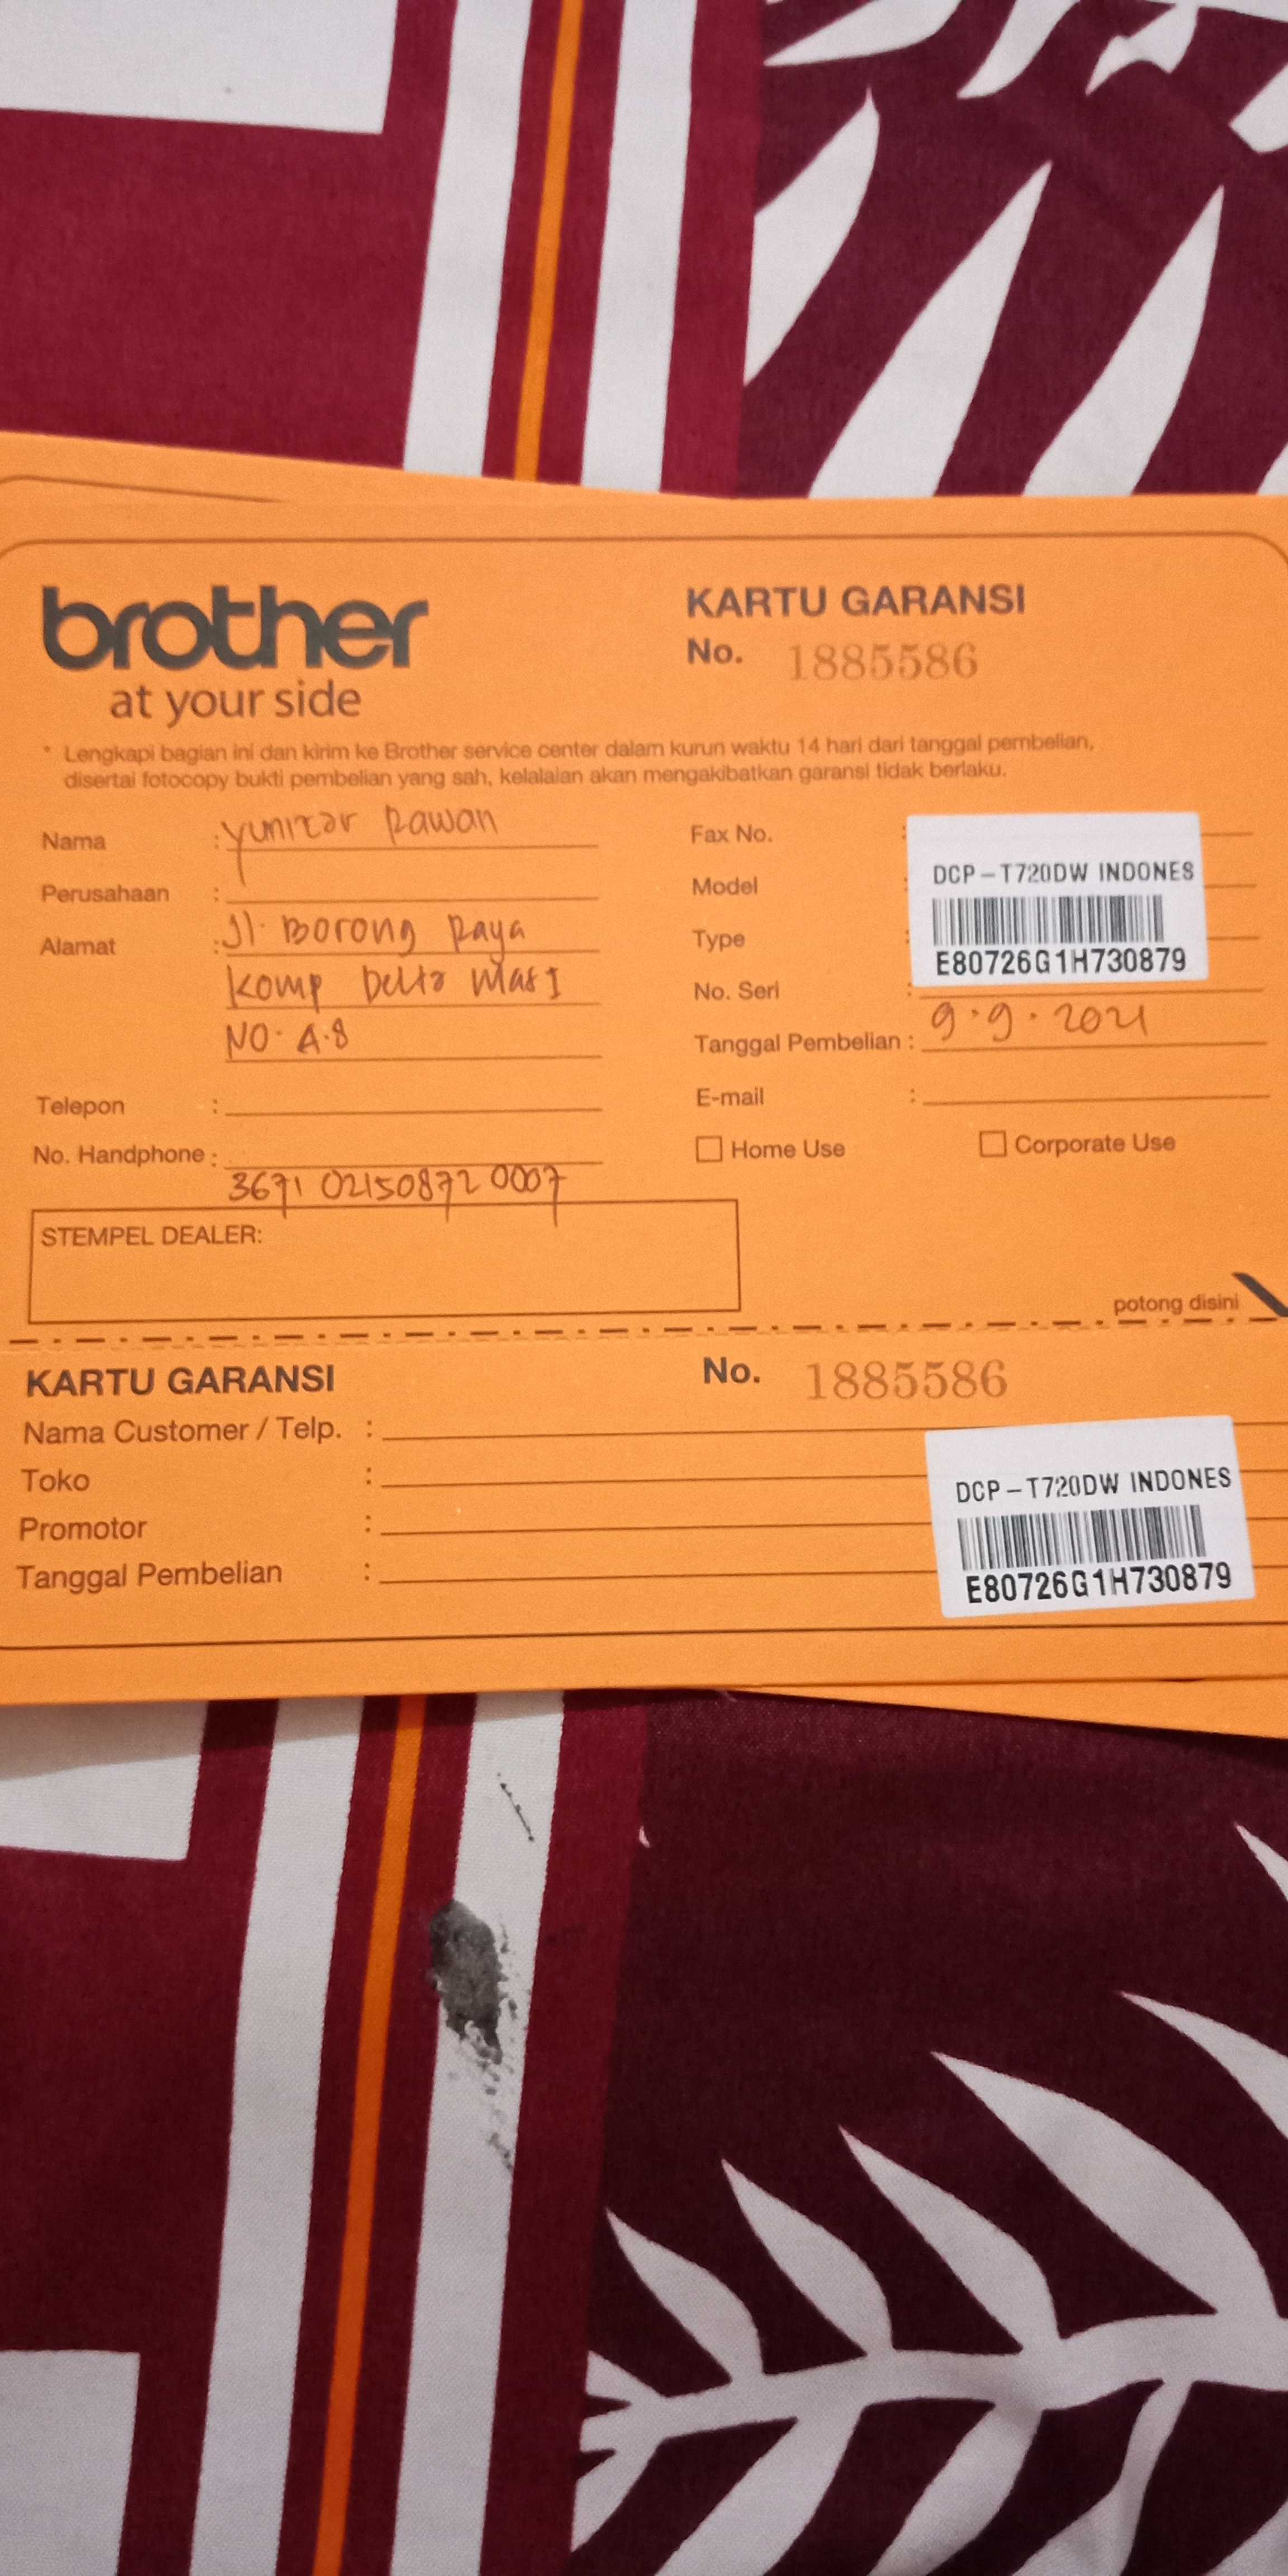 brother
at your side
KARTU GARANSI
No. 1885586
* Lengkapi bagian ini dan kirim ke Brother service center dalam kurun waktu 14 hari dari tanggal pembelian,
disertai fotocopy bukti pembelian yang sah, kelalaian akan mengakibatkan garansi tidak berlaku.
Nama : Yunizar Rawan
Perusahaan :
Alamat : Jl. Borong Raya
Komp Delta Mas I
NO. A.8
Telepon :
No. Handphone :
3671 02150872 0007
Fax No. :
Model :
Type :
No. Seri :
DCP-T720DW INDONES
E80726G1H730879
Tanggal Pembelian : 9.9.2021
E-mail :
Home Use
Corporate Use
STEMPEL DEALER:
potong disini
KARTU GARANSI
No. 1885586
Nama Customer / Telp. :
Toko :
Promotor :
Tanggal Pembelian :
DCP-T720DW INDONES
E80726G1H730879